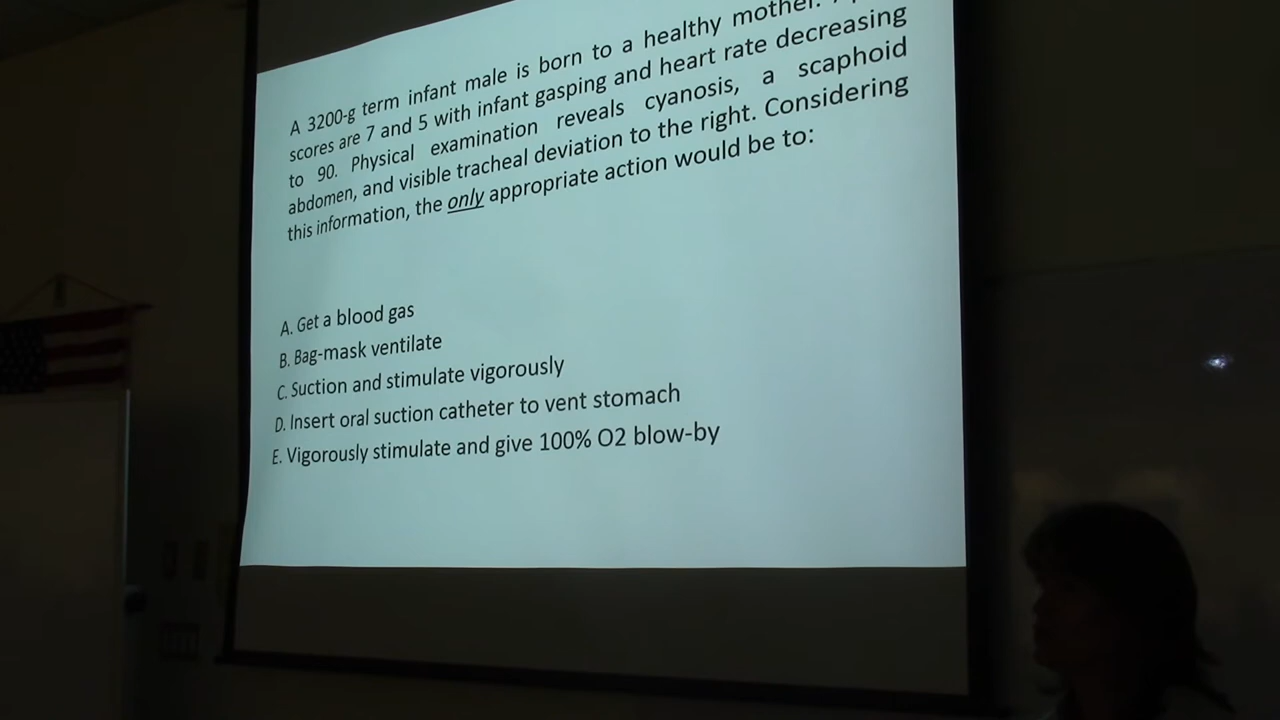 A 3200-g term infant male is born to a healthy mother.
scores are 7 and 5 with infant gasping and heart rate decreasing
to 90. Physical examination reveals cyanosis, a scaphoid
abdomen, and visible tracheal deviation to the right. Considering
this information, the only appropriate action would be to:
A. Get a blood gas
B. Bag-mask ventilate
C. Suction and stimulate vigorously
D. Insert oral suction catheter to vent stomach
E. Vigorously stimulate and give 100% O2 blow-by